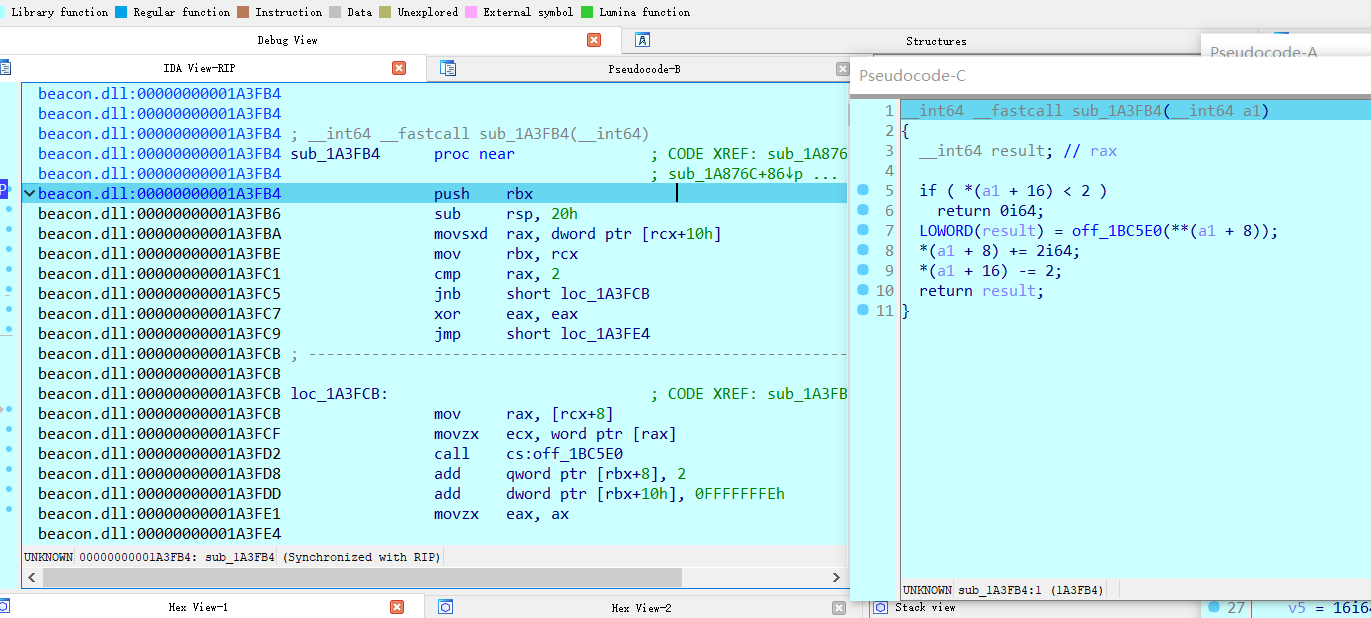 Library function Regular function Instruction Data Unexplored External symbol Lumina function
Debug View Structures
IDA View-RIP Pseudocode-B
Pseudocode-A
Pseudocode-C
beacon.dll:00000000001A3FB4
beacon.dll:00000000001A3FB4
beacon.dll:00000000001A3FB4 ; __int64 __fastcall sub_1A3FB4(__int64)
beacon.dll:00000000001A3FB4 sub_1A3FB4 proc near ; CODE XREF: sub_1A876
beacon.dll:00000000001A3FB4 ; sub_1A876C+86↓p ...
beacon.dll:00000000001A3FB4 push rbx
beacon.dll:00000000001A3FB6 sub rsp, 20h
beacon.dll:00000000001A3FBA movsxd rax, dword ptr [rcx+10h]
beacon.dll:00000000001A3FBE mov rbx, rcx
beacon.dll:00000000001A3FC1 cmp rax, 2
beacon.dll:00000000001A3FC5 jnb short loc_1A3FCB
beacon.dll:00000000001A3FC7 xor eax, eax
beacon.dll:00000000001A3FC9 jmp short loc_1A3FE4
beacon.dll:00000000001A3FCB ; ------------------------------------------------------------
beacon.dll:00000000001A3FCB
beacon.dll:00000000001A3FCB loc_1A3FCB: ; CODE XREF: sub_1A3FB
beacon.dll:00000000001A3FCB mov rax, [rcx+8]
beacon.dll:00000000001A3FCF movzx ecx, word ptr [rax]
beacon.dll:00000000001A3FD2 call cs:off_1BC5E0
beacon.dll:00000000001A3FD8 add qword ptr [rbx+8], 2
beacon.dll:00000000001A3FDD add dword ptr [rbx+10h], 0FFFFFFFEh
beacon.dll:00000000001A3FE1 movzx eax, ax
beacon.dll:00000000001A3FE4
UNKNOWN 00000000001A3FB4: sub_1A3FB4 (Synchronized with RIP)
1 __int64 __fastcall sub_1A3FB4(__int64 a1)
2 {
3 __int64 result; // rax
4
5 if ( *(a1 + 16) < 2 )
6 return 0i64;
7 LOWORD(result) = off_1BC5E0(**(a1 + 8));
8 *(a1 + 8) += 2i64;
9 *(a1 + 16) -= 2;
10 return result;
11 }
UNKNOWN sub_1A3FB4:1 (1A3FB4)
Hex View-1 Hex View-2 Stack view
27 v5 = 16i6